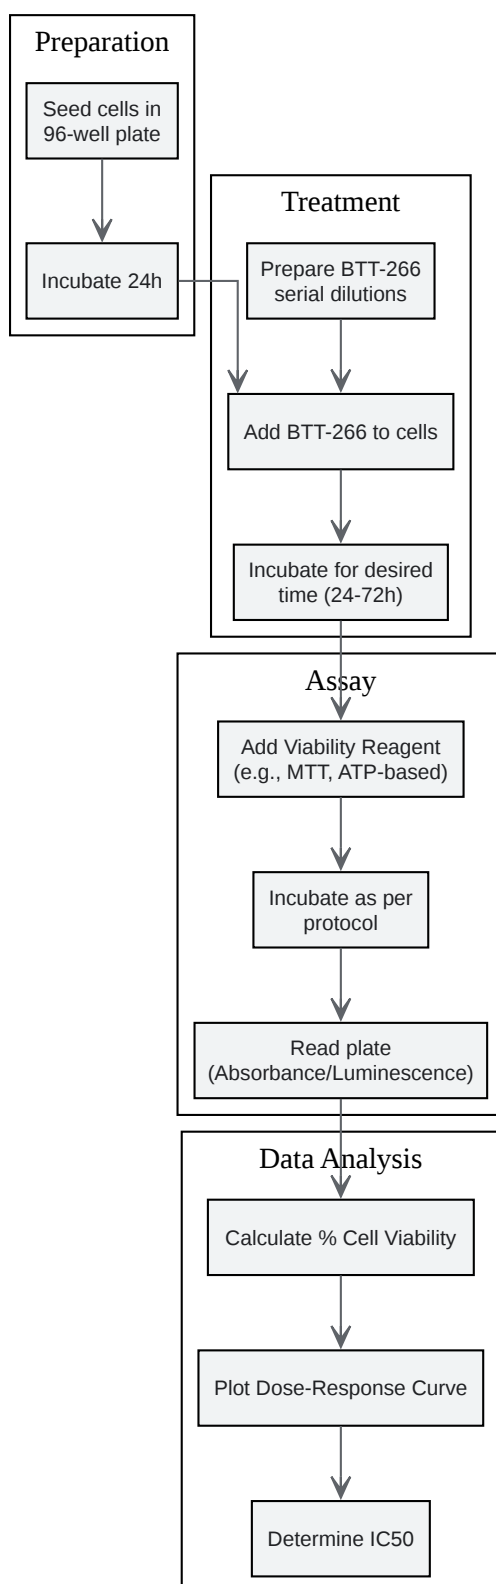 Preparation
Seed cells in
96-well plate
Incubate 24h
Treatment
Prepare BTT-266
serial dilutions
Add BTT-266 to cells
Incubate for desired
time (24-72h)
Assay
Add Viability Reagent
(e.g., MTT, ATP-based)
Incubate as per
protocol
Read plate
(Absorbance/Luminescence)
Data Analysis
Calculate % Cell Viability
Plot Dose-Response Curve
Determine IC50